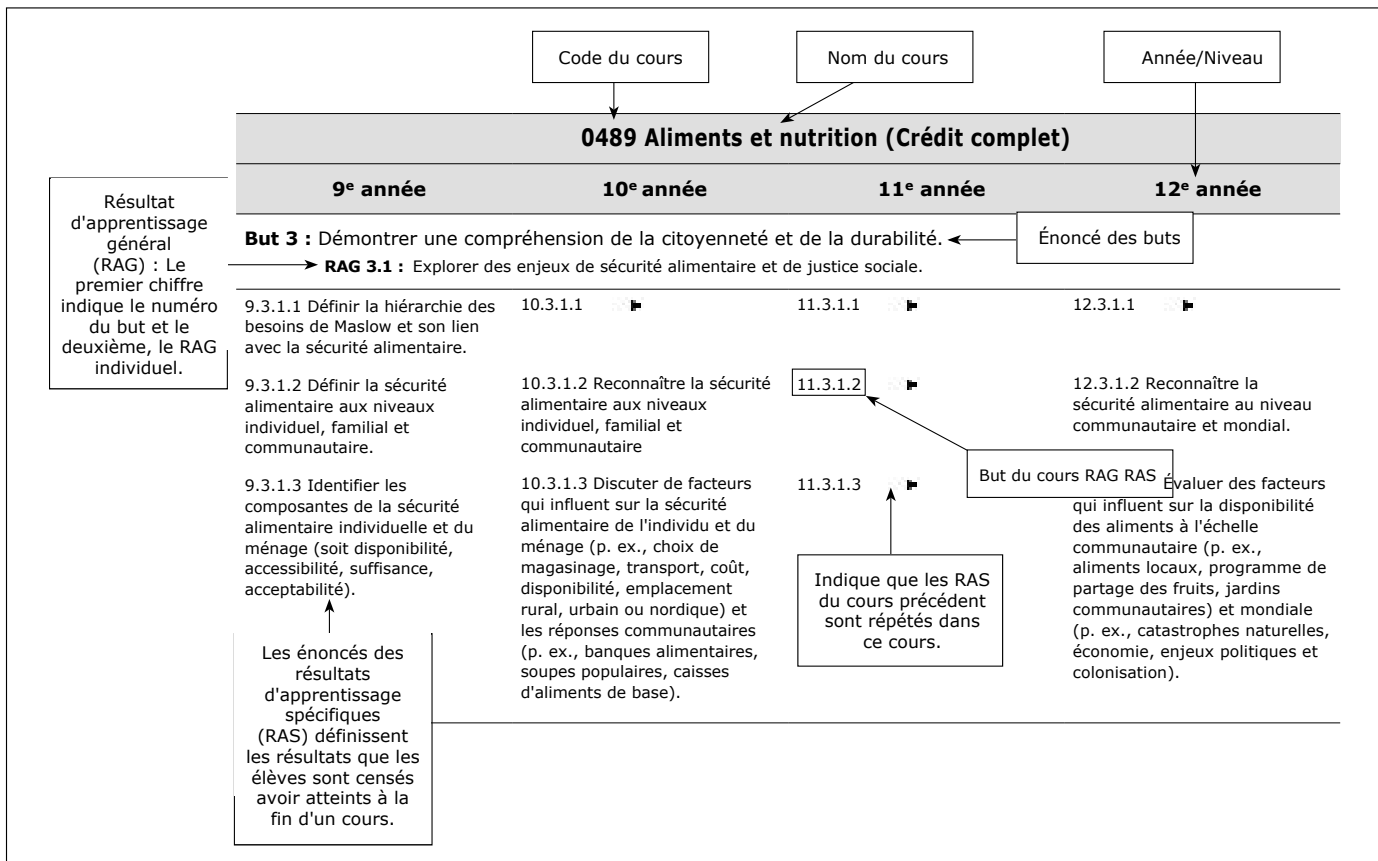 Code du cours
Nom du cours
Année/Niveau
0489 Aliments et nutrition (Crédit complet)
9e année
10e année
11e année
12e année
Résultat
d'apprentissage
général
(RAG) : Le
premier chiffre
indique le numéro
du but et le
deuxième, le RAG
individuel.
But 3 : Démontrer une compréhension de la citoyenneté et de la durabilité.
Énoncé des buts
RAG 3.1 : Explorer des enjeux de sécurité alimentaire et de justice sociale.
9.3.1.1 Définir la hiérarchie des
besoins de Maslow et son lien
avec la sécurité alimentaire.
10.3.1.1
11.3.1.1
12.3.1.1
9.3.1.2 Définir la sécurité
alimentaire aux niveaux
individuel, familial et
communautaire.
10.3.1.2 Reconnaître la sécurité
alimentaire aux niveaux
individuel, familial et
communautaire
11.3.1.2
12.3.1.2 Reconnaître la
sécurité alimentaire au niveau
communautaire et mondial.
But du cours RAG RAS
9.3.1.3 Identifier les
composantes de la sécurité
alimentaire individuelle et du
ménage (soit disponibilité,
accessibilité, suffisance,
acceptabilité).
10.3.1.3 Discuter de facteurs
qui influent sur la sécurité
alimentaire de l'individu et du
ménage (p. ex., choix de
magasinage, transport, coût,
disponibilité, emplacement
rural, urbain ou nordique) et
les réponses communautaires
(p. ex., banques alimentaires,
soupes populaires, caisses
d'aliments de base).
11.3.1.3
Évaluer des facteurs
qui influent sur la disponibilité
des aliments à l'échelle
communautaire (p. ex.,
aliments locaux, programme de
partage des fruits, jardins
communautaires) et mondiale
(p. ex., catastrophes naturelles,
économie, enjeux politiques et
colonisation).
Indique que les RAS
du cours précédent
sont répétés dans
ce cours.
Les énoncés des
résultats
d'apprentissage
spécifiques
(RAS) définissent
les résultats que les
élèves sont censés
avoir atteints à la
fin d'un cours.